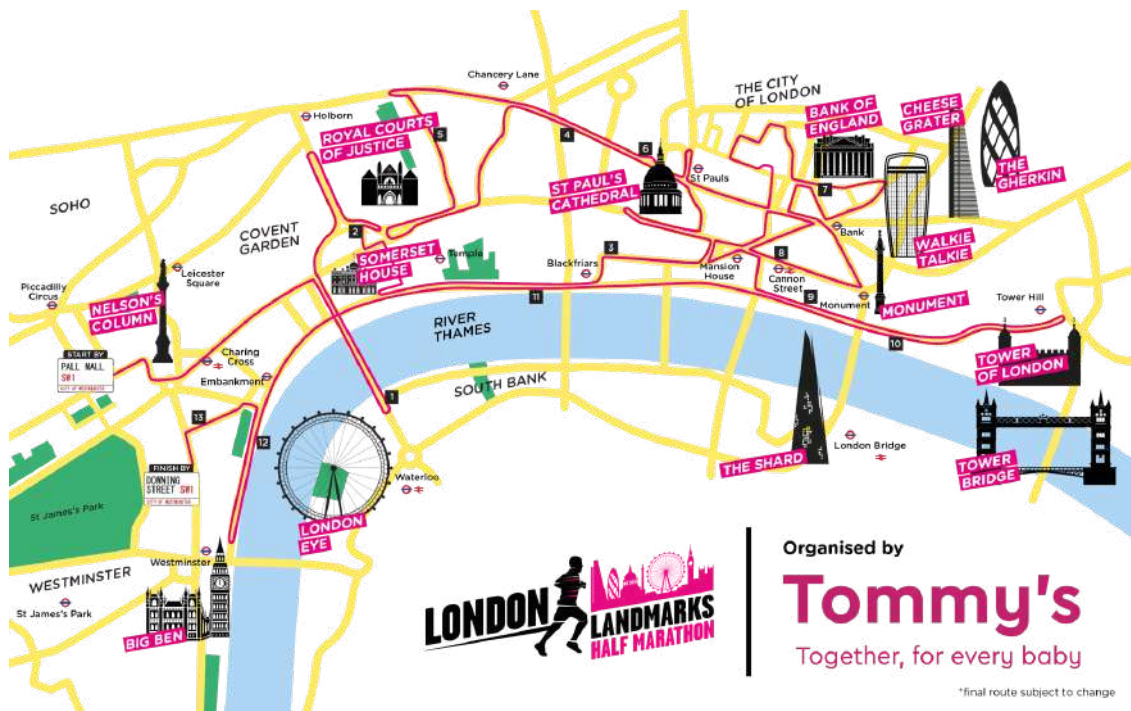 Chancery Lane
THE CITY
OF LONDON
BANK OF
ENGLAND
CHEESE
GRATER
THE
GHERKIN
Holborn
ROYAL COURTS
OF JUSTICE
5
4
6
ST PAUL'S
CATHEDRAL
St Pauls
7
SOHO
COVENT
GARDEN
2
SOMERSET
HOUSE
Temple
3
Blackfriars
Mansion
House
8
Cannon
Street
Bank
WALKIE
TALKIE
Leicester
Square
Piccadilly
Circus
NELSON'S
COLUMN
11
9
Monument
MONUMENT
Tower Hill
RIVER
THAMES
10
TOWER
OF LONDON
START BY
PALL MALL
SW1
CITY OF WESTMINSTER
Charing
Cross
Embankment
SOUTH BANK
1
13
12
THE SHARD
London Bridge
TOWER
BRIDGE
FINISH BY
DOWNING
STREET SW1
CITY OF WESTMINSTER
Waterloo
St James's Park
LONDON
EYE
Westminster
WESTMINSTER
St James's Park
BIG BEN
LONDON
LANDMARKS
HALF MARATHON
Organised by
Tommy's
Together, for every baby
*final route subject to change